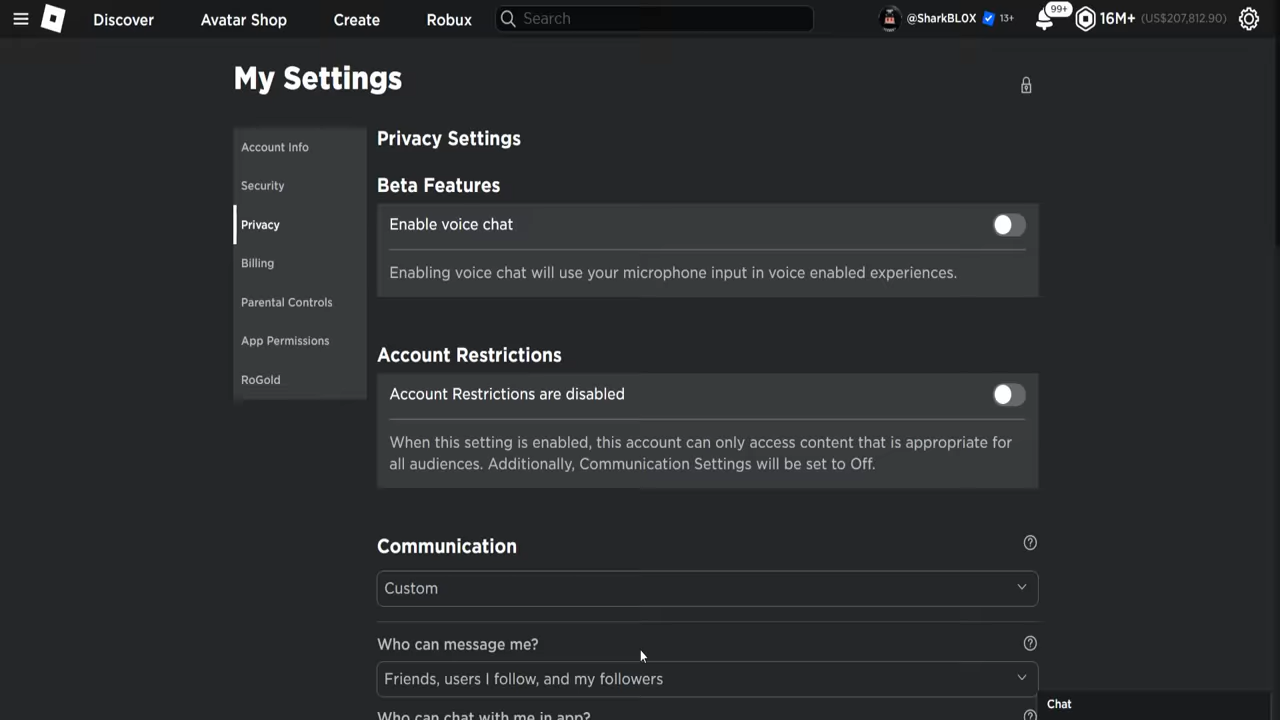 Discover
Avatar Shop
Create
Robux
Search
@SharkBL0X
13+
99+
16M+
(US$207,812.90)
My Settings
Account Info
Security
Privacy
Billing
Parental Controls
App Permissions
RoGold
Privacy Settings
Beta Features
Enable voice chat
Enabling voice chat will use your microphone input in voice enabled experiences.
Account Restrictions
Account Restrictions are disabled
When this setting is enabled, this account can only access content that is appropriate for
all audiences. Additionally, Communication Settings will be set to Off.
Communication
Custom
Who can message me?
Friends, users I follow, and my followers
Who can chat with me in app?
Chat